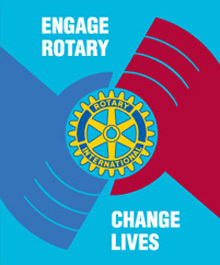 ENGAGE
ROTARY
ROTARY
INTERNATIONAL
CHANGE
LIVES